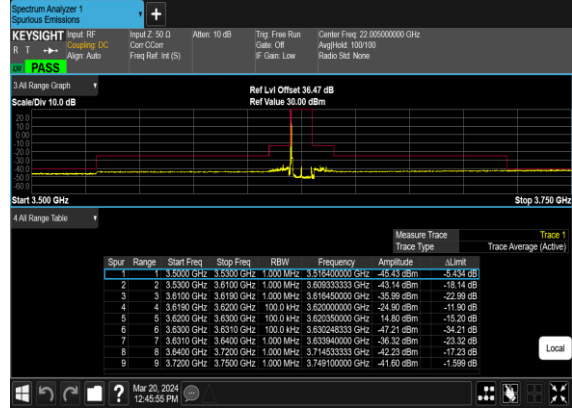 Spectrum Analyzer 1
Spurious Emissions
+
KEYSIGHT Input: RF Input Z: 50 Ω Atten: 10 dB Trig: Free Run Center Freq: 22.005000000 GHz
R T Coupling: DC Corr CCorr Gate: Off Avg|Hold: 100/100
Align: Auto Freq Ref: Int (S) IF Gain: Low Radio Std: None
PASS
3 All Range Graph
Ref Lvl Offset 36.47 dB
Scale/Div 10.0 dB Ref Value 30.00 dBm
20.0
10.0
0.00
-10.0
-20.0
-30.0
-40.0
-50.0
-60.0
Start 3.500 GHz Stop 3.750 GHz
4 All Range Table
Measure Trace Trace 1
Trace Type Trace Average (Active)
Spur Range Start Freq Stop Freq RBW Frequency Amplitude ΔLimit
1 1 3.5000 GHz 3.5300 GHz 1.000 MHz 3.516400000 GHz -45.43 dBm -5.434 dB
2 2 3.5300 GHz 3.6100 GHz 1.000 MHz 3.609333333 GHz -43.14 dBm -18.14 dB
3 3 3.6100 GHz 3.6190 GHz 1.000 MHz 3.616450000 GHz -35.99 dBm -22.99 dB
4 4 3.6190 GHz 3.6200 GHz 100.0 kHz 3.620000000 GHz -24.90 dBm -11.90 dB
5 5 3.6200 GHz 3.6300 GHz 100.0 kHz 3.620350000 GHz 14.80 dBm -15.20 dB
6 6 3.6300 GHz 3.6310 GHz 100.0 kHz 3.630248333 GHz -47.21 dBm -34.21 dB
7 7 3.6310 GHz 3.6400 GHz 1.000 MHz 3.633940000 GHz -36.32 dBm -23.32 dB
8 8 3.6400 GHz 3.7200 GHz 1.000 MHz 3.714533333 GHz -42.23 dBm -17.23 dB
9 9 3.7200 GHz 3.7500 GHz 1.000 MHz 3.749100000 GHz -41.60 dBm -1.599 dB
Local
?
Mar 20, 2024
12:45:55 PM